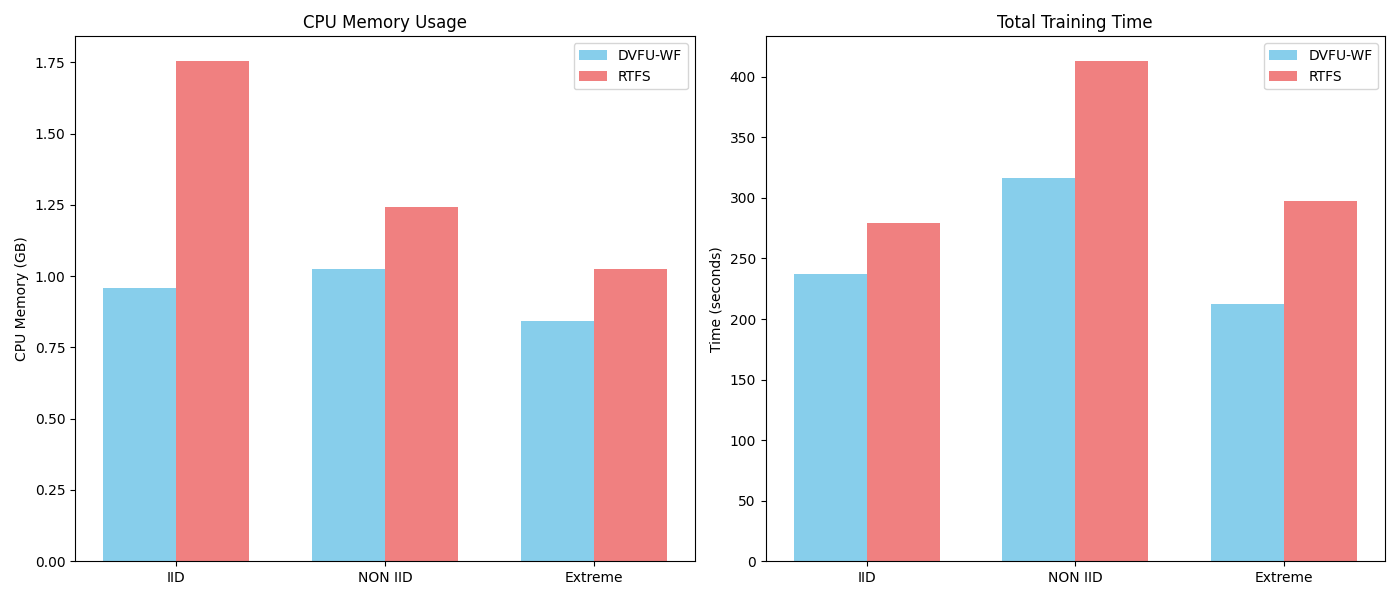 CPU Memory Usage
CPU Memory (GB)
1.75
1.50
1.25
1.00
0.75
0.50
0.25
0.00
IID
NON IID
Extreme
DVFU-WF
RTFS
Total Training Time
Time (seconds)
400
350
300
250
200
150
100
50
0
IID
NON IID
Extreme
DVFU-WF
RTFS